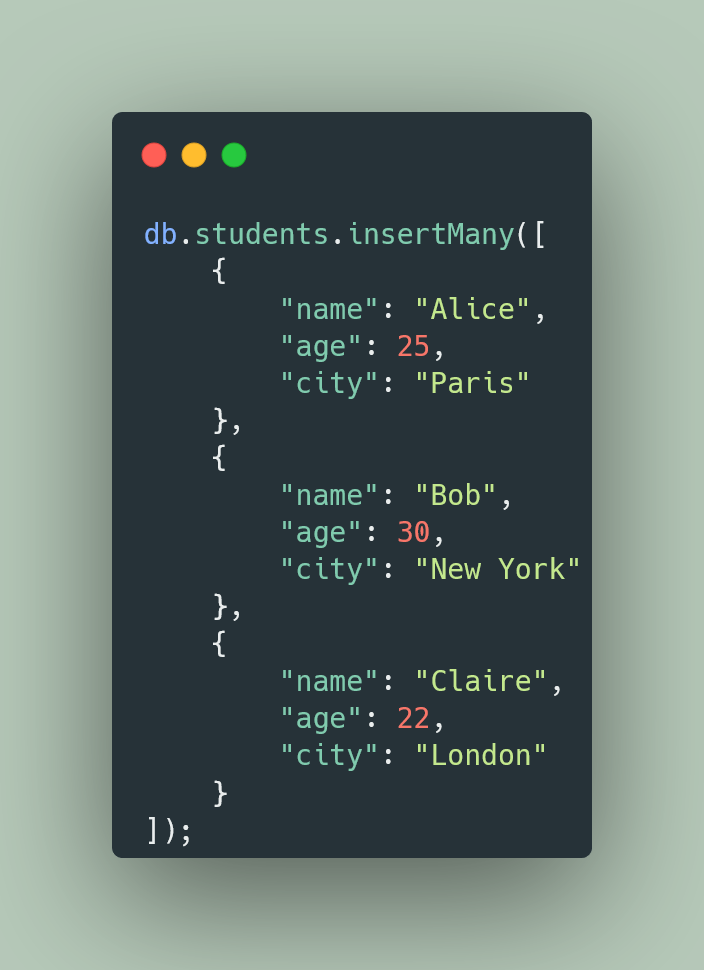 db.students.insertMany([
    {
        "name": "Alice",
        "age": 25,
        "city": "Paris"
    },
    {
        "name": "Bob",
        "age": 30,
        "city": "New York"
    },
    {
        "name": "Claire",
        "age": 22,
        "city": "London"
    }
]);